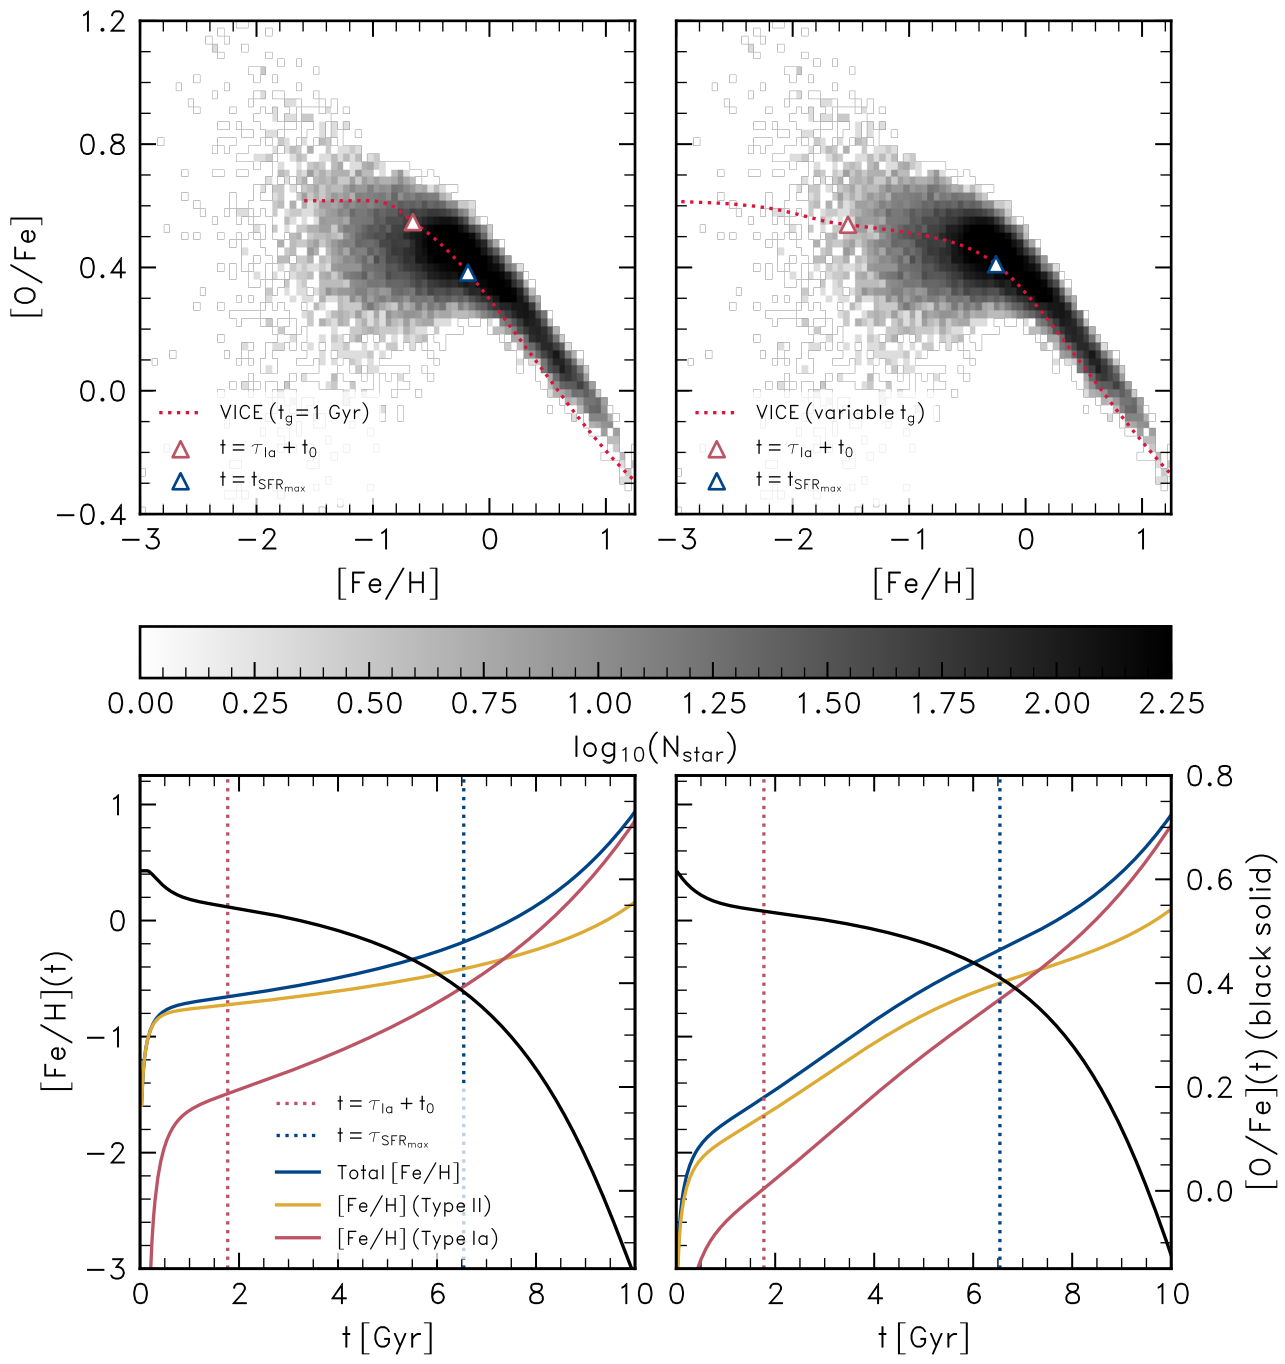 1.2
0.8
0.4
0.0
−0.4
[O/Fe]
VICE (t_g=1 Gyr)
t = τ_Ia + t_0
t = t_SFR_max
−3 −2 −1 0 1
[Fe/H]
VICE (variable t_g)
t = τ_Ia + t_0
t = t_SFR_max
−3 −2 −1 0 1
[Fe/H]
0.00 0.25 0.50 0.75 1.00 1.25 1.50 1.75 2.00 2.25
log_10(N_star)
1
0
−1
−2
−3
[Fe/H](t)
t = τ_Ia + t_0
t = τ_SFR_max
Total [Fe/H]
[Fe/H] (Type II)
[Fe/H] (Type Ia)
0 2 4 6 8 10
t [Gyr]
0 2 4 6 8 10
t [Gyr]
0.8
0.6
0.4
0.2
0.0
[O/Fe](t) (black solid)